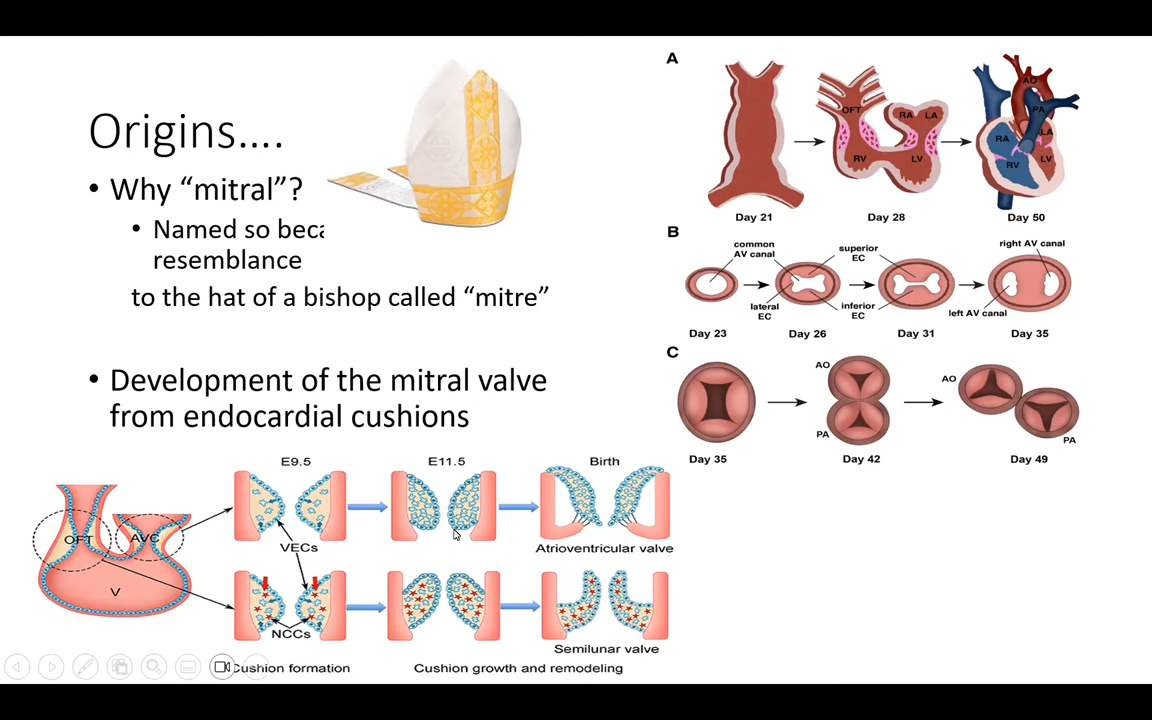 Origins....
• Why “mitral”?
• Named so beca
resemblance
to the hat of a bishop called “mitre”
• Development of the mitral valve
from endocardial cushions
A
OFT
RA
LA
RV
LV
AO
PA
RA
LA
RV
LV
Day 21
Day 28
Day 50
B
common
AV canal
superior
EC
right AV canal
lateral
EC
inferior
EC
left AV canal
Day 23
Day 26
Day 31
Day 35
C
AO
PA
AO
PA
Day 35
Day 42
Day 49
E9.5
E11.5
Birth
OFT
AVC
V
VECs
Atrioventricular valve
NCCs
Semilunar valve
Cushion formation
Cushion growth and remodeling